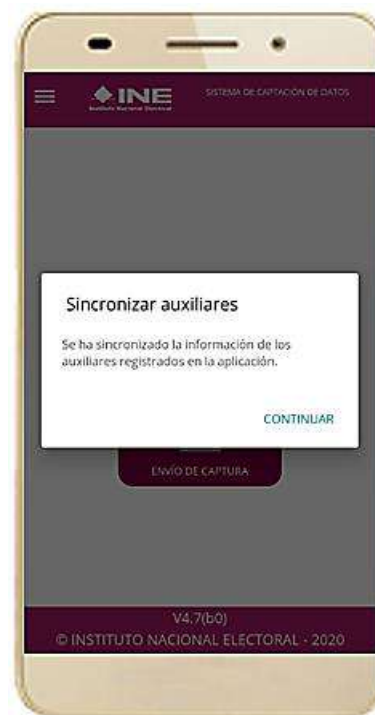 INE
Instituto Nacional Electoral
SISTEMA DE CAPTACIÓN DE DATOS
Sincronizar auxiliares
Se ha sincronizado la información de los
auxiliares registrados en la aplicación.
CONTINUAR
ENVÍO DE CAPTURA
V4.7(b0)
© INSTITUTO NACIONAL ELECTORAL - 2020